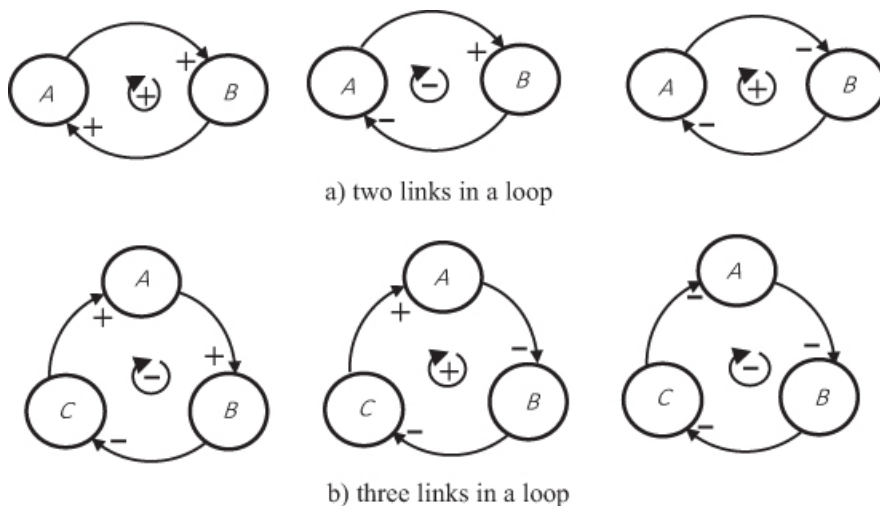 A + B
+
+
A + B
-
-
A - B
+
-
a) two links in a loop
A
+ +
-
C - B
A
+ -
+
C - B
A
- -
-
C - B
b) three links in a loop